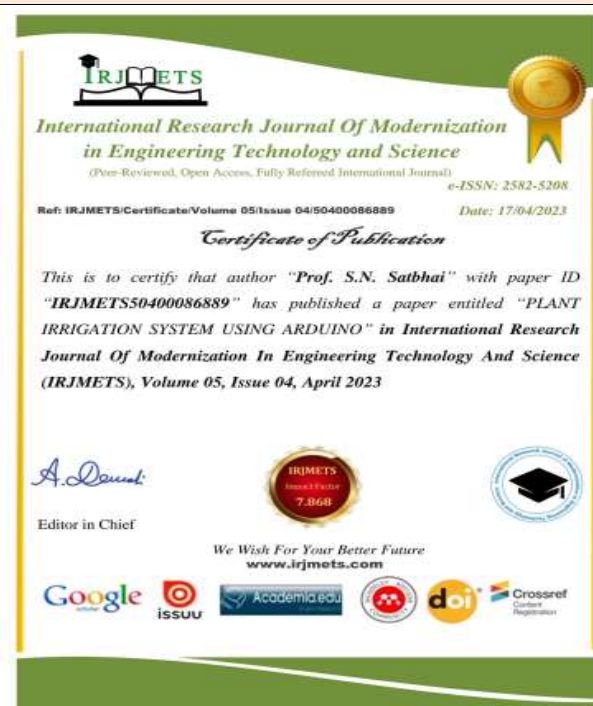 IRJMETS
International Research Journal Of Modernization
in Engineering Technology and Science
(Peer-Reviewed, Open Access, Fully Refereed International Journal)
e-ISSN: 2582-5208
Ref: IRJMETS/Certificate/Volume 05/Issue 04/50400086889
Date: 17/04/2023
Certificate of Publication
This is to certify that author "Prof. S.N. Satbhai" with paper ID
"IRJMETS50400086889" has published a paper entitled "PLANT
IRRIGATION SYSTEM USING ARDUINO" in International Research
Journal Of Modernization In Engineering Technology And Science
(IRJMETS), Volume 05, Issue 04, April 2023
IRJMETS
Impact Factor
7.868
Editor in Chief
We Wish For Your Better Future
www.irjmets.com
Google
scholar
issuu
Academia.edu
doi
Crossref
Content
Registration